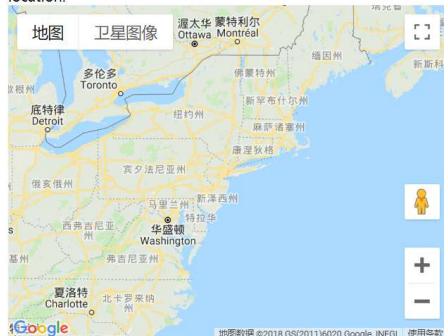 location.
地图
卫星图像
渥太华
Ottawa
蒙特利尔
Montréal
缅因州
多伦多
Toronto
佛蒙特州
底特律
Detroit
新罕布什尔州
纽约州
麻萨诸塞州
康涅狄格
宾夕法尼亚州
俄亥俄州
新泽西州
马里兰州
特拉华
西弗吉尼亚
州
华盛顿
Washington
弗吉尼亚州
夏洛特
Charlotte
北卡罗来纳
州
Google
地图数据 ©2018 GS(2011)6020 Google, INEGI
使用条款